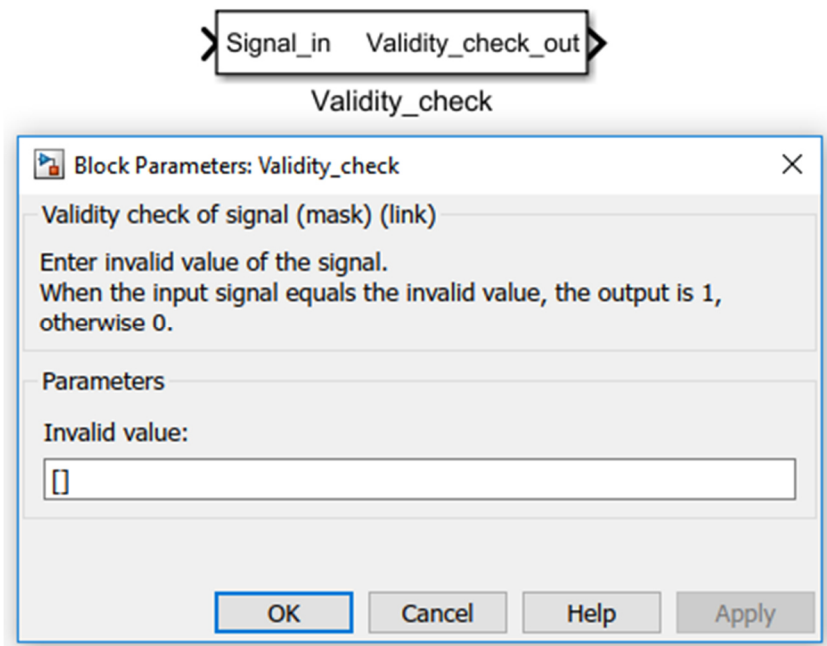 Signal_in Validity_check_out
Validity_check
Block Parameters: Validity_check
Validity check of signal (mask) (link)
Enter invalid value of the signal.
When the input signal equals the invalid value, the output is 1,
otherwise 0.
Parameters
Invalid value:
[]
OK Cancel Help Apply